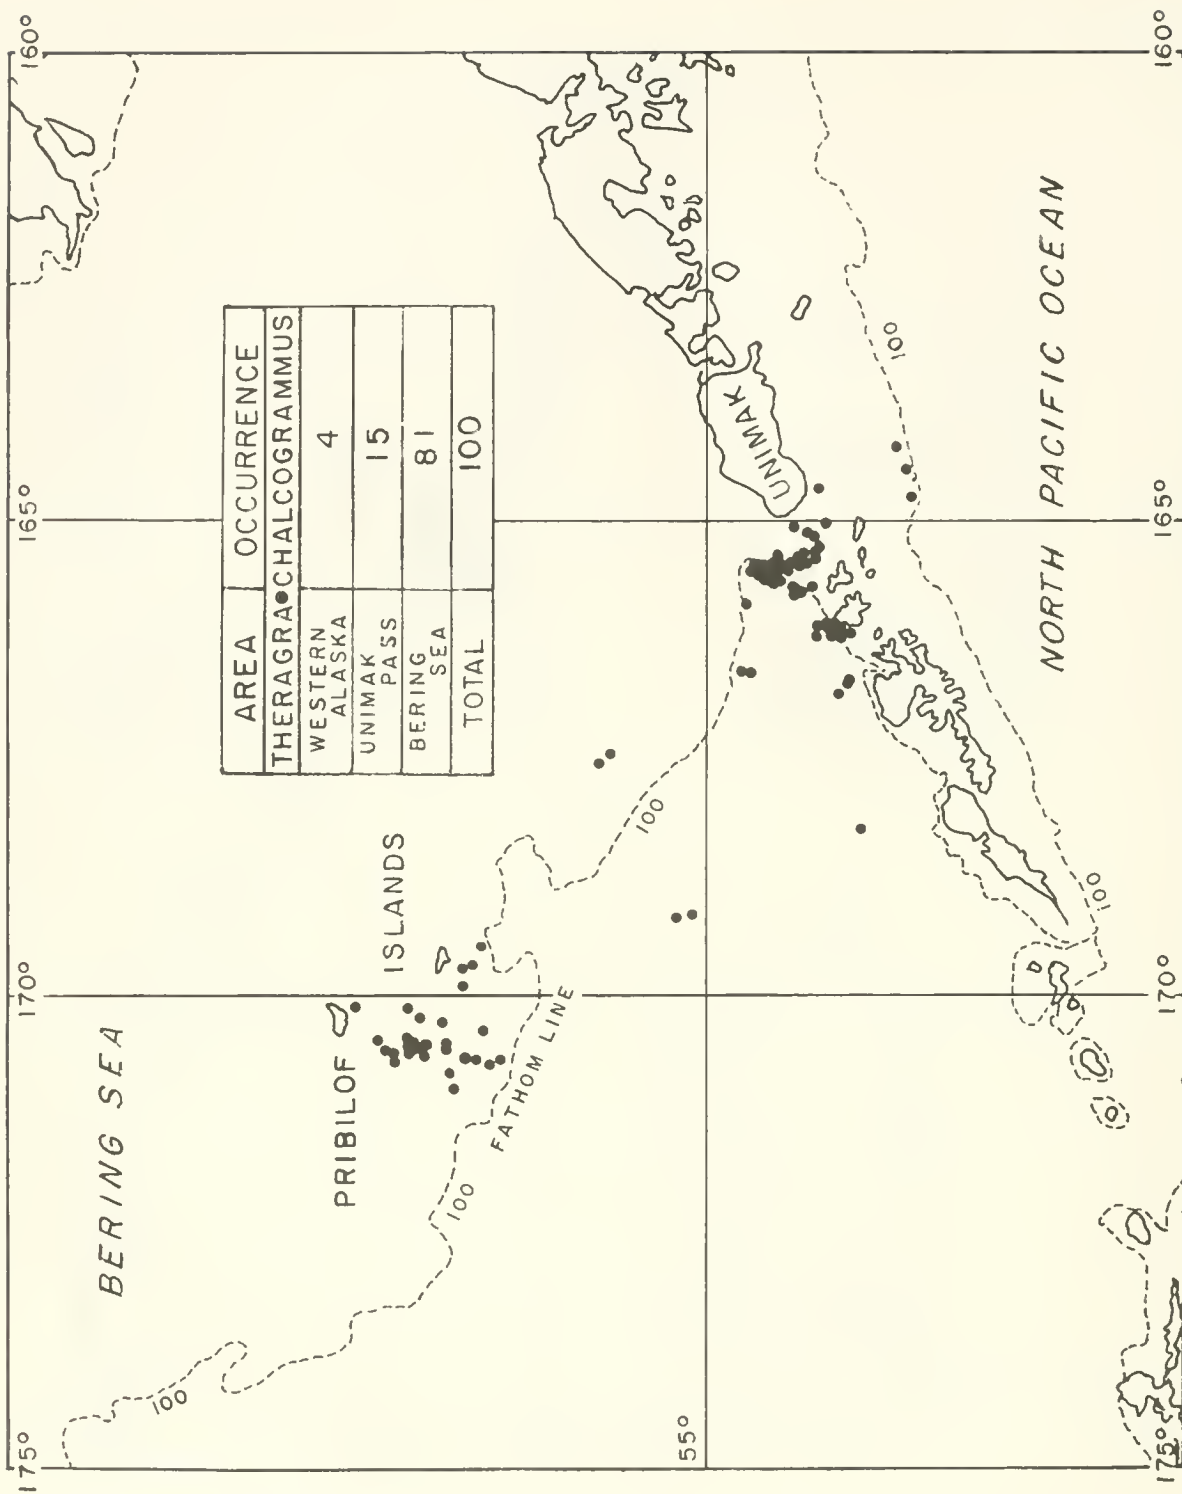 175°
170°
165°
160°
BERING SEA
PRIBILOF
ISLANDS
AREA OCCURRENCE
THERAGRA•CHALCOGRAMMUS
WESTERN
ALASKA 4
UNIMAK
PASS 15
BERING
SEA 81
TOTAL 100
100
100
FATHOM LINE
100
55°
UNIMAK
100
100
NORTH PACIFIC OCEAN
175°
170°
165°
160°